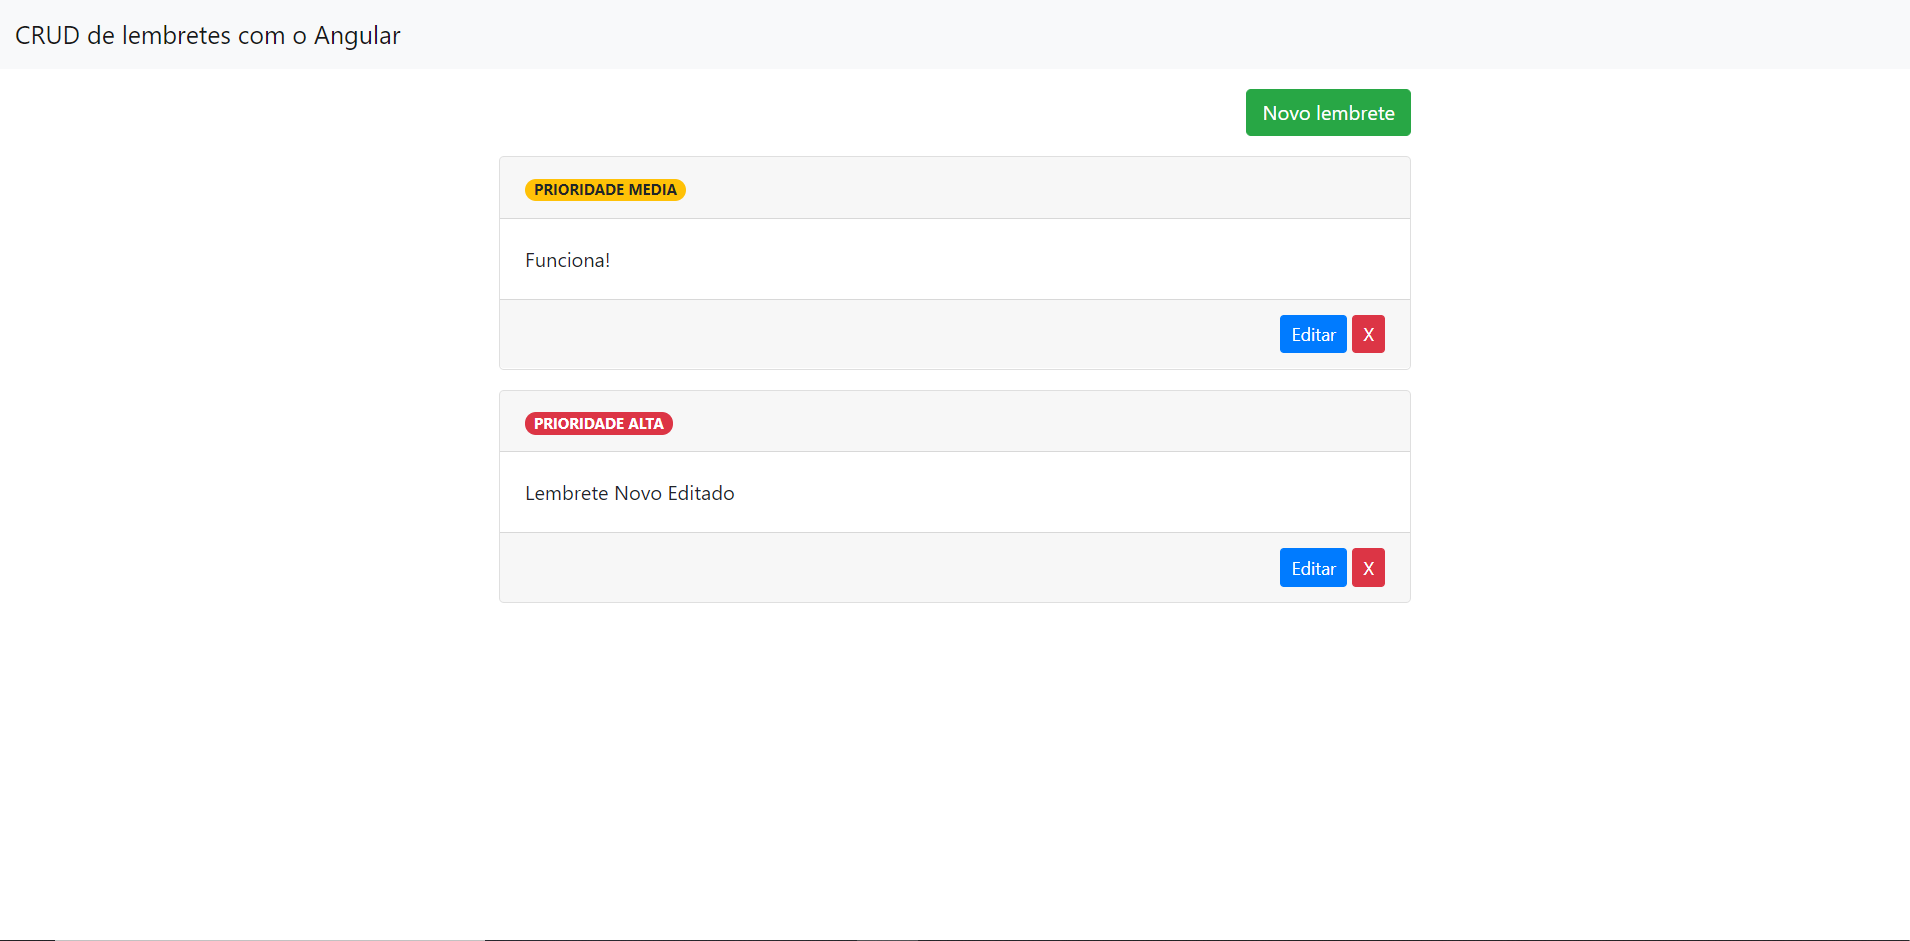 CRUD de lembretes com o Angular
Novo lembrete
PRIORIDADE MEDIA
Funciona!
Editar X
PRIORIDADE ALTA
Lembrete Novo Editado
Editar X